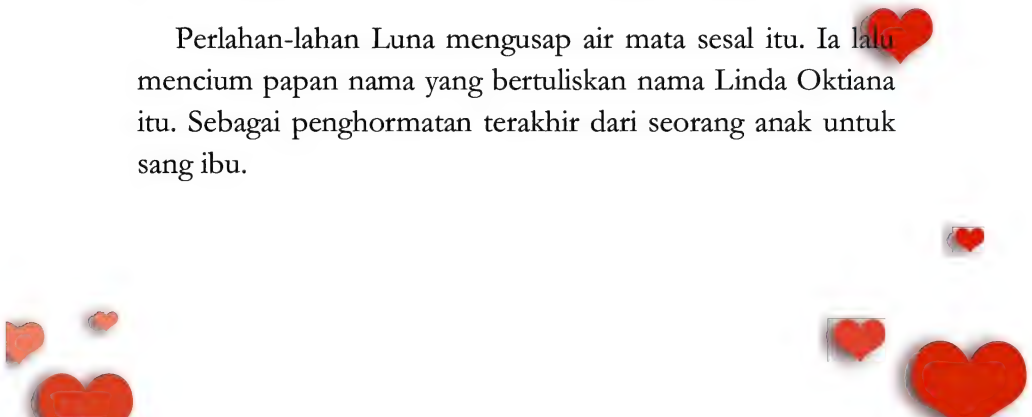 Perlahan-lahan Luna mengusap air mata sesal itu. Ia lalu
mencium papan nama yang bertuliskan nama Linda Oktiana
itu. Sebagai penghormatan terakhir dari seorang anak untuk
sang ibu.